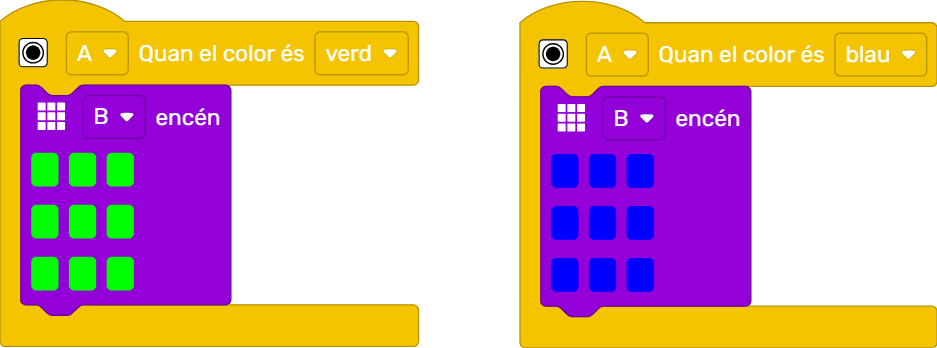 A Quan el color és verd
B encén
A Quan el color és blau
B encén